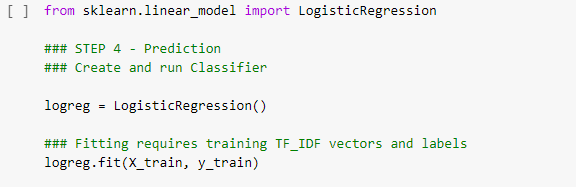 [ ] from sklearn.linear_model import LogisticRegression
### STEP 4 - Prediction
### Create and run Classifier
logreg = LogisticRegression()
### Fitting requires training TF_IDF vectors and labels
logreg.fit(X_train, y_train)